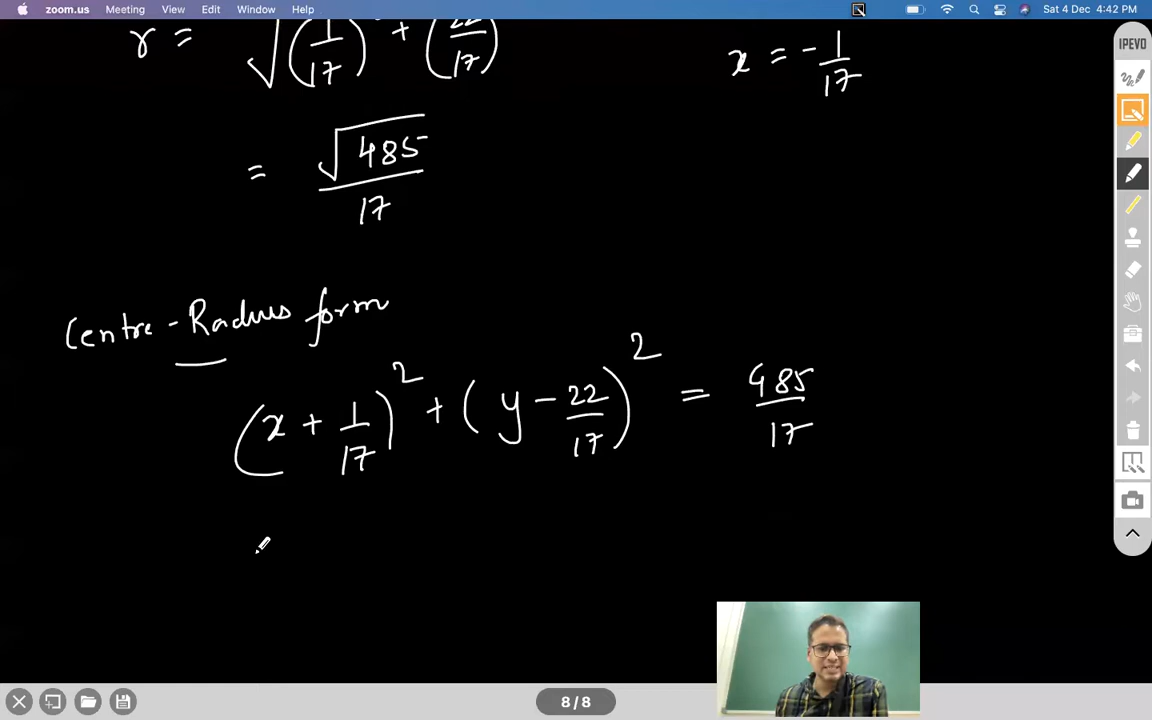 zoom.us Meeting View Edit Window Help Sat 4 Dec 4:42 PM
IPEVO
r = √((1/17)² + (22/17)²)
x = -1/17
= √485/17
Centre-Radius form
(x + 1/17)² + (y - 22/17)² = 485/17
8/8